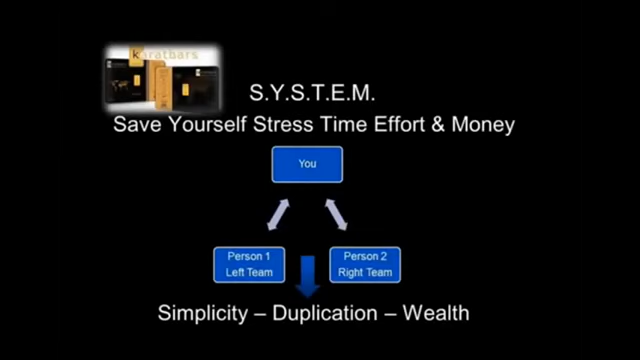 karatbars
S.Y.S.T.E.M.
Save Yourself Stress Time Effort & Money
You
Person 1
Left Team
Person 2
Right Team
Simplicity – Duplication – Wealth